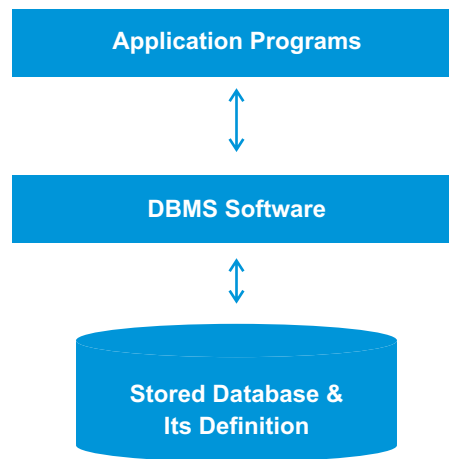 Application Programs
DBMS Software
Stored Database &
Its Definition